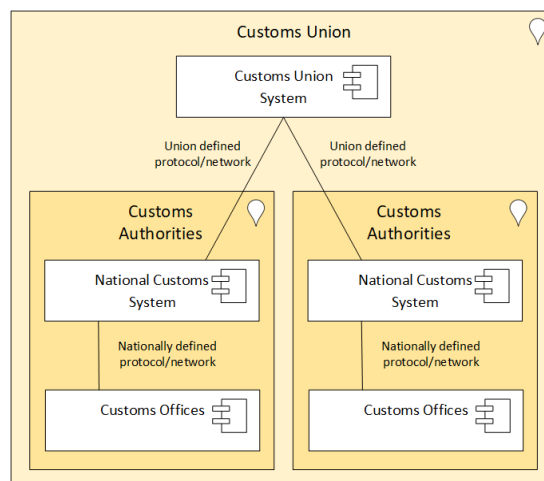 Customs Union
Customs Union
System
Union defined
protocol/network
Union defined
protocol/network
Customs
Authorities
National Customs
System
Nationally defined
protocol/network
Customs Offices
Customs
Authorities
National Customs
System
Nationally defined
protocol/network
Customs Offices